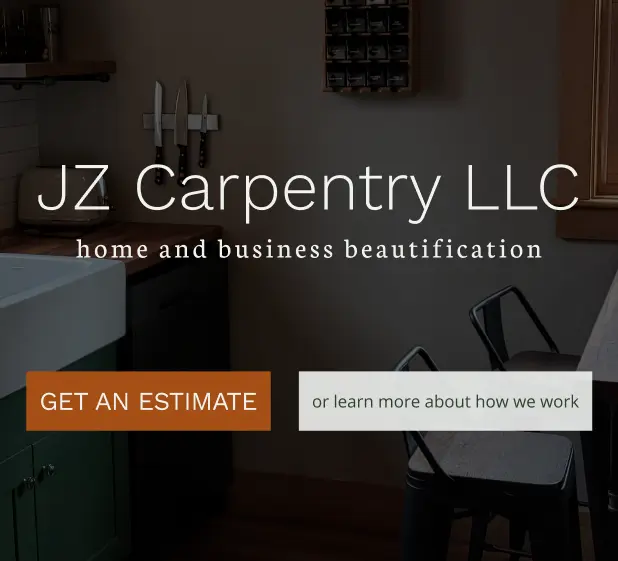 JZ Carpentry LLC
home and business beautification
GET AN ESTIMATE
or learn more about how we work